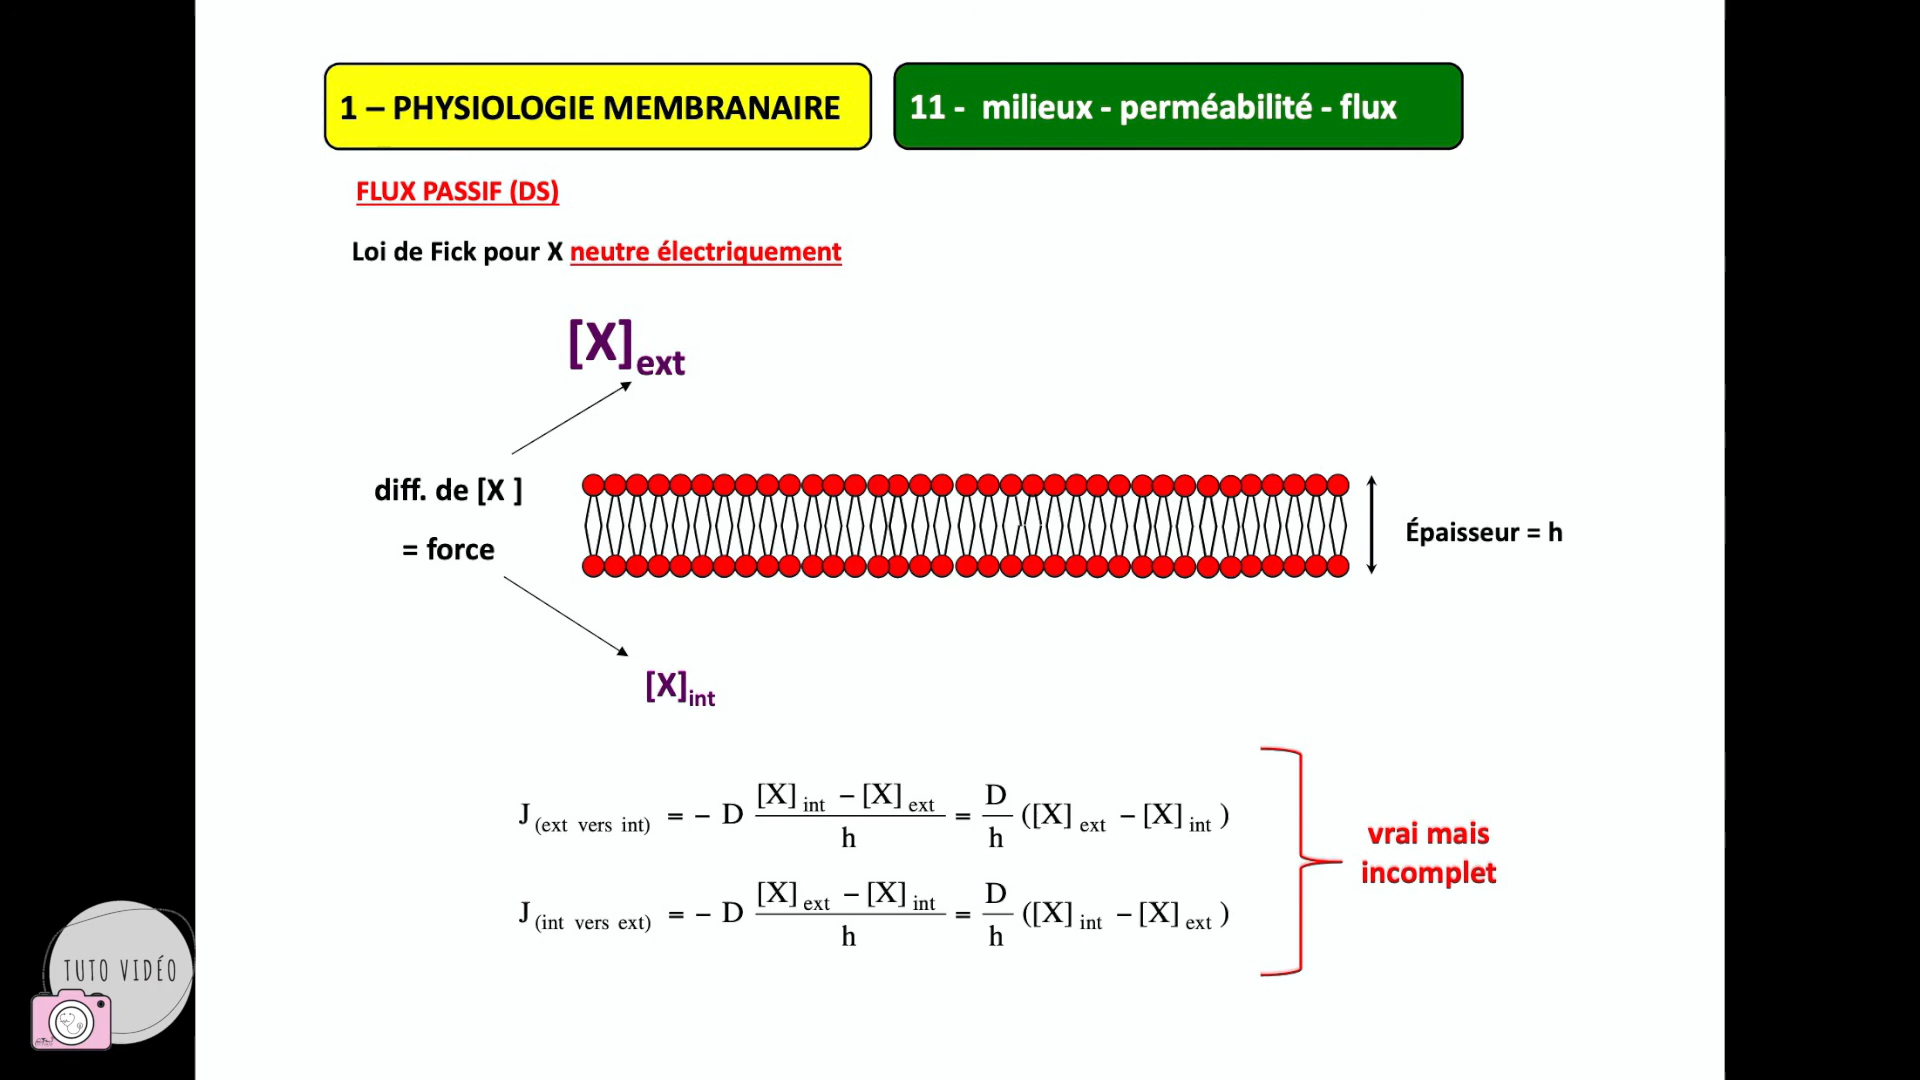 1 – PHYSIOLOGIE MEMBRANAIRE
11 - milieux - perméabilité - flux
FLUX PASSIF (DS)
Loi de Fick pour X neutre électriquement
[X]ext
diff. de [X ]
= force
Épaisseur = h
[X]int
J (ext vers int) = – D [X] int – [X] ext / h = D / h ([X] ext – [X] int )
J (int vers ext) = – D [X] ext – [X] int / h = D / h ([X] int – [X] ext )
vrai mais
incomplet
TUTO VIDÉO